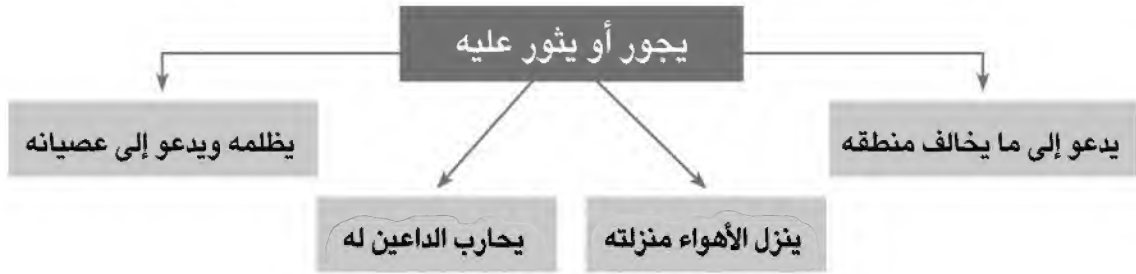 يجور أو يثور عليه
يدعو إلى ما يخالف منطقه
ينزل الأهواء منزلته
يحارب الداعين له
يظلمه ويدعو إلى عصيانه